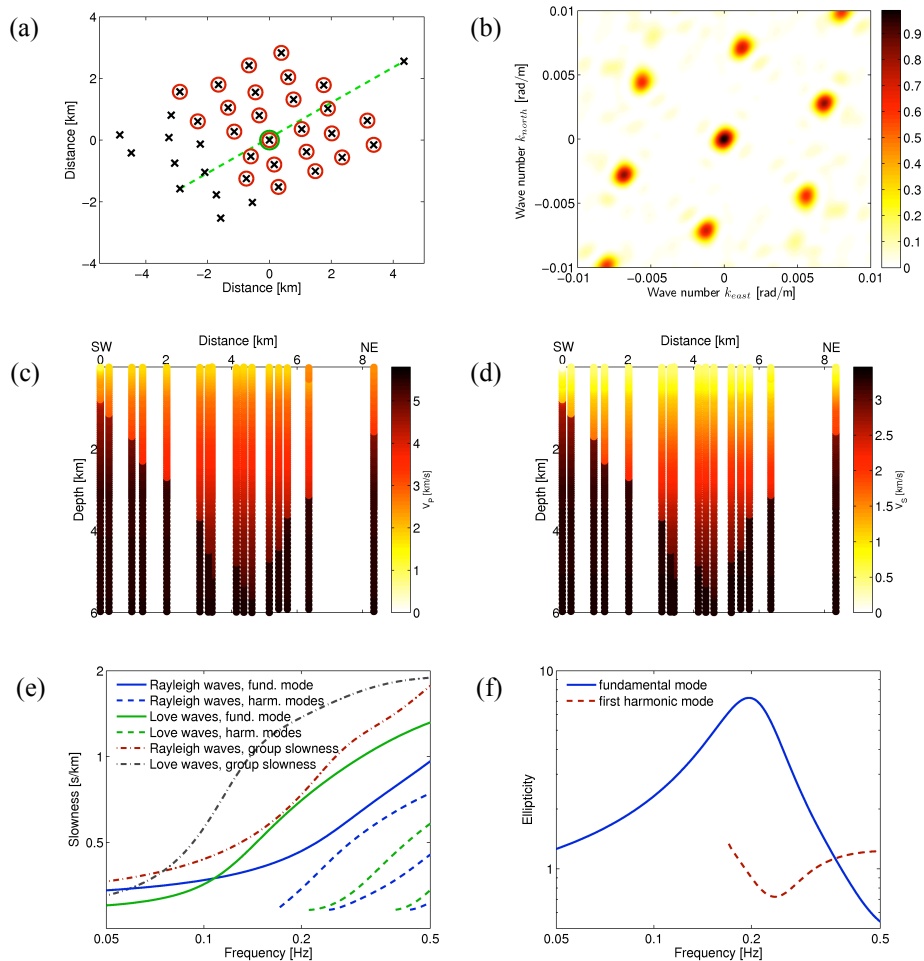 (a)
4
2
0
−2
−4
−4
−2
0
2
4
Distance [km]
Distance [km]
(b)
0.01
0.005
0
−0.005
−0.01
−0.01
−0.005
0
0.005
0.01
Wave number k_north [rad/m]
Wave number k_east [rad/m]
0.9
0.8
0.7
0.6
0.5
0.4
0.3
0.2
0.1
0
(c)
Distance [km]
SW
NE
0
2
4
6
8
2
4
6
Depth [km]
5
4
3
2
1
0
V_P [km/s]
(d)
Distance [km]
SW
NE
0
2
4
6
8
2
4
6
Depth [km]
3
2.5
2
1.5
1
0.5
0
V_S [km/s]
(e)
2
1
0.5
Slowness [s/km]
Rayleigh waves, fund. mode
Rayleigh waves, harm. modes
Love waves, fund. mode
Love waves, harm. modes
Rayleigh waves, group slowness
Love waves, group slowness
0.05
0.1
0.2
0.5
Frequency [Hz]
(f)
10
1
Ellipticity
fundamental mode
first harmonic mode
0.05
0.1
0.2
0.5
Frequency [Hz]